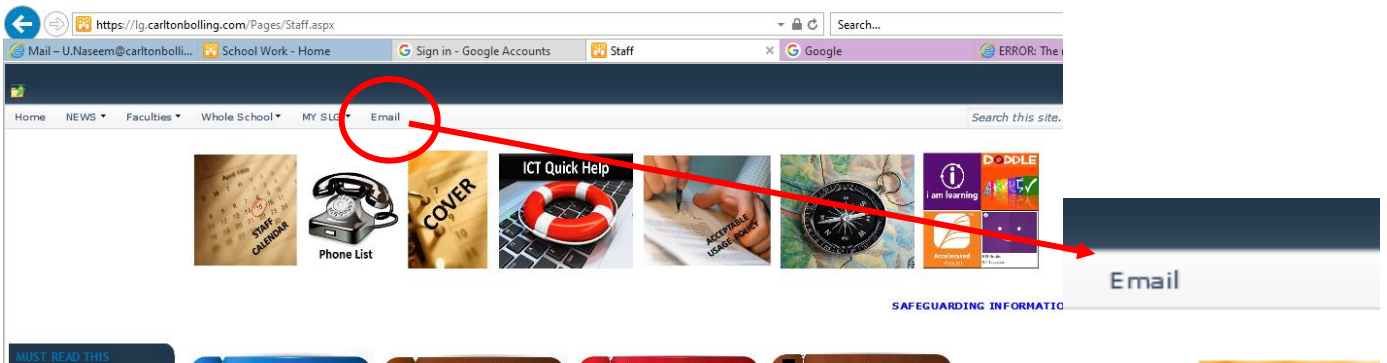 https://lg.carltonbolling.com/Pages/Staff.aspx
Search...
Mail – U.Naseem@carltonbolli...
School Work - Home
Sign in - Google Accounts
Staff
Google
ERROR: The
Home NEWS Faculties Whole School MY SLG Email
Search this site.
STAFF CALENDAR
Phone List
COVER
ICT Quick Help
ACCEPTABLE USAGE POLICY
i am learning
DODDLE
Accelerated
Email
SAFEGUARDING INFORMATIO
MUST READ THIS